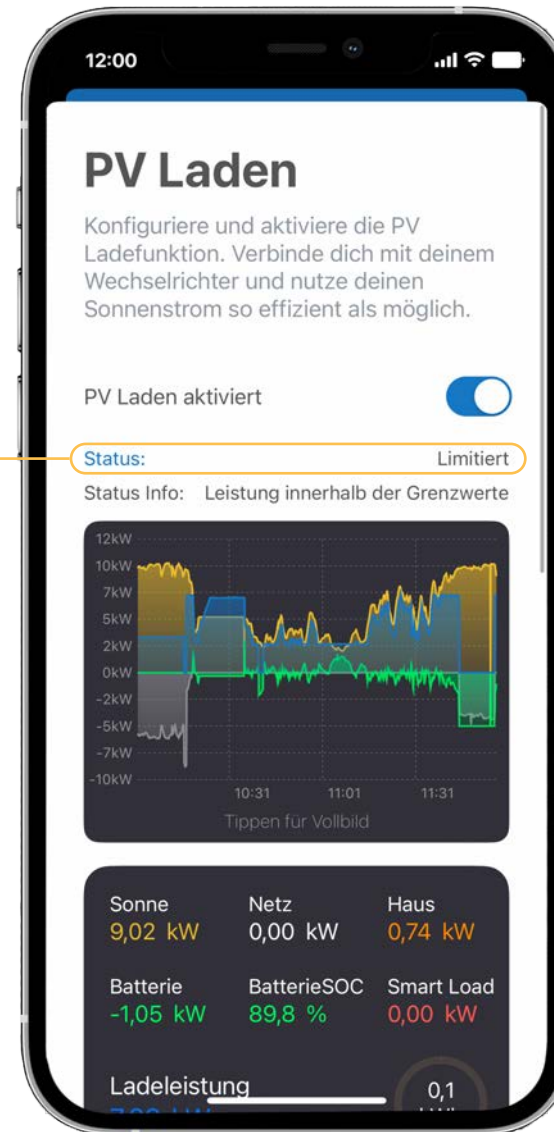 12:00
PV Laden
Konfiguriere und aktiviere die PV
Ladefunktion. Verbinde dich mit deinem
Wechselrichter und nutze deinen
Sonnenstrom so effizient als möglich.
PV Laden aktiviert
Status: Limitiert
Status Info: Leistung innerhalb der Grenzwerte
12kW
10kW
7kW
5kW
2kW
0kW
-2kW
-5kW
-7kW
-10kW
10:31 11:01 11:31
Tippen für Vollbild
Sonne Netz Haus
9,02 kW 0,00 kW 0,74 kW
Batterie BatterieSOC Smart Load
-1,05 kW 89,8 % 0,00 kW
Ladeleistung 0,1